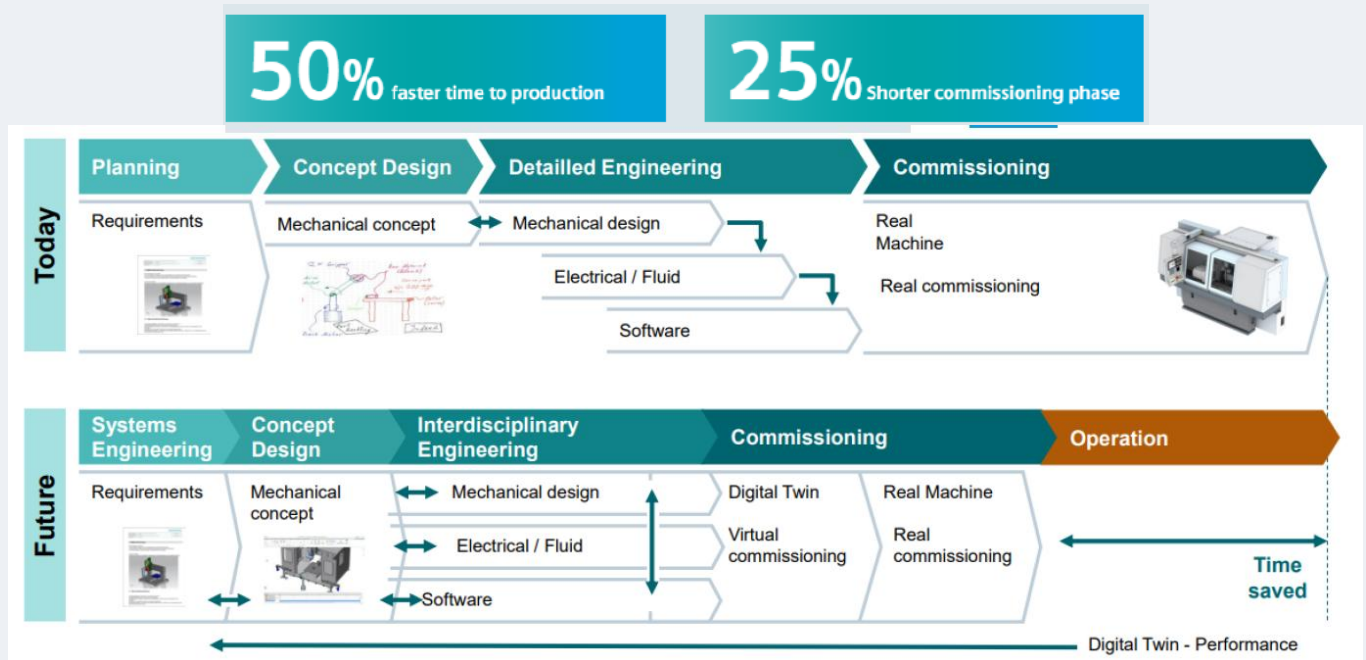 50% faster time to production
25% Shorter commissioning phase
Today
Planning
Concept Design
Detailled Engineering
Commissioning
Requirements
Mechanical concept
Mechanical design
Electrical / Fluid
Software
Real
Machine
Real commissioning
Future
Systems
Engineering
Concept
Design
Interdisciplinary
Engineering
Commissioning
Operation
Requirements
Mechanical
concept
Mechanical design
Electrical / Fluid
Software
Digital Twin
Virtual
commissioning
Real Machine
Real
commissioning
Time
saved
Digital Twin - Performance